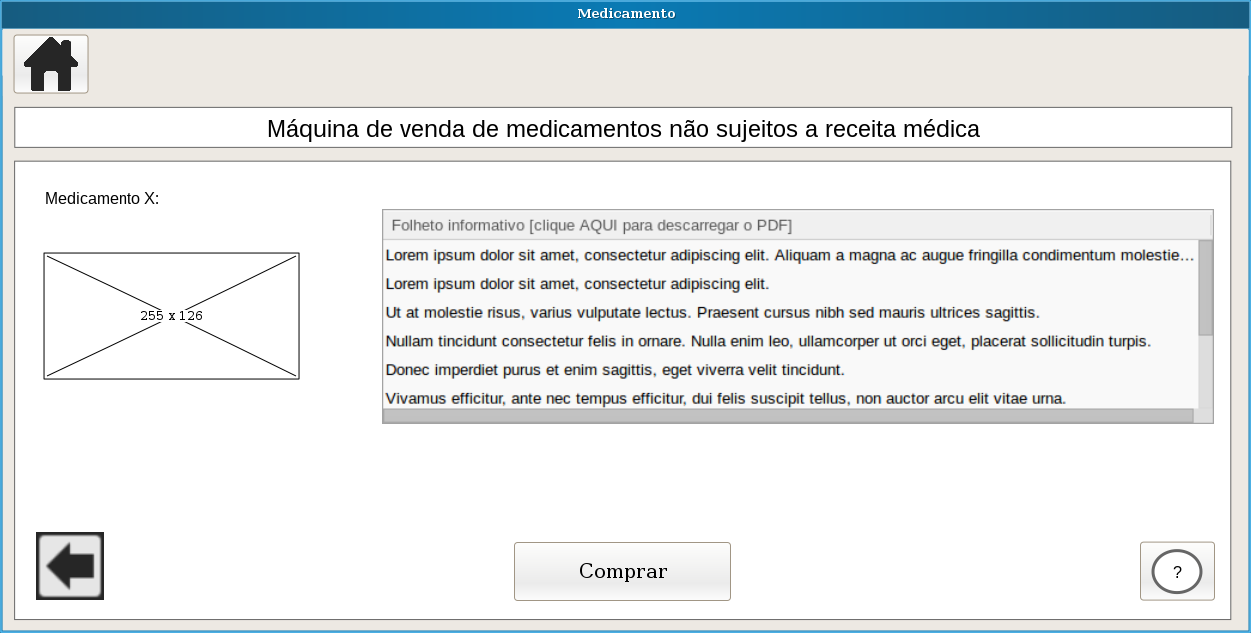 Medicamento
Máquina de venda de medicamentos não sujeitos a receita médica
Medicamento X:
255 x 126
Folheto informativo [clique AQUI para descarregar o PDF]
Lorem ipsum dolor sit amet, consectetur adipiscing elit. Aliquam a magna ac augue fringilla condimentum molestie...
Lorem ipsum dolor sit amet, consectetur adipiscing elit.
Ut at molestie risus, varius vulputate lectus. Praesent cursus nibh sed mauris ultrices sagittis.
Nullam tincidunt consectetur felis in ornare. Nulla enim leo, ullamcorper ut orci eget, placerat sollicitudin turpis.
Donec imperdiet purus et enim sagittis, eget viverra velit tincidunt.
Vivamus efficitur, ante nec tempus efficitur, dui felis suscipit tellus, non auctor arcu elit vitae urna.
Comprar
?